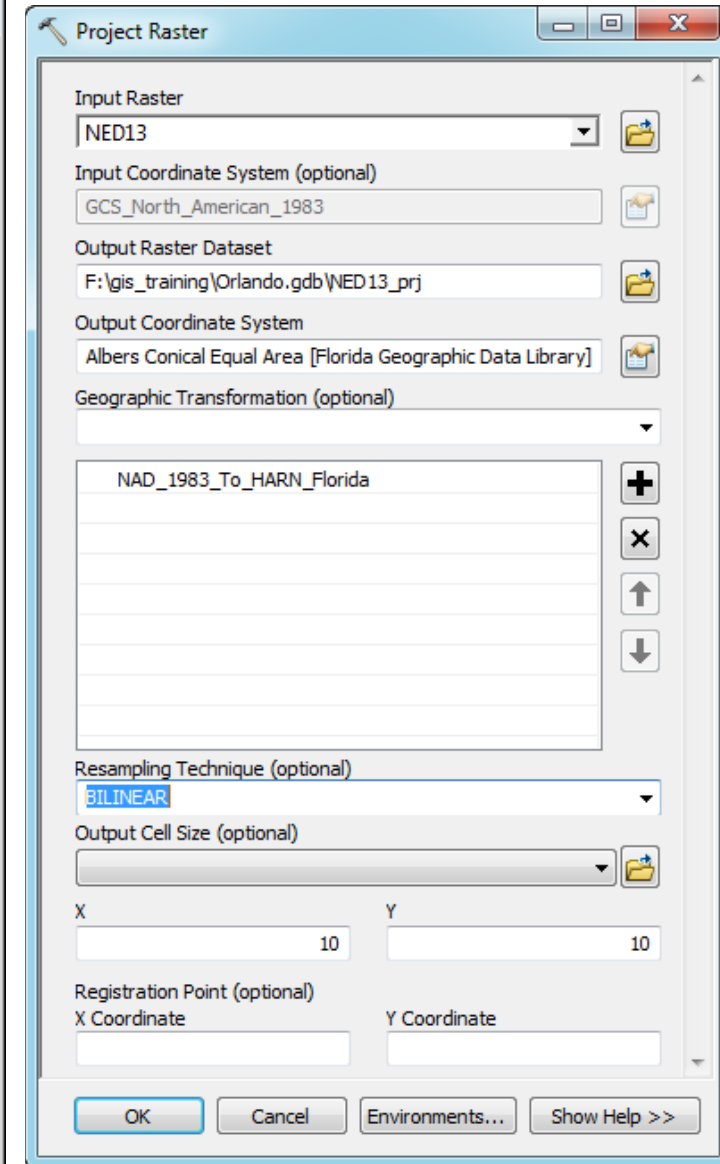 Project Raster
Input Raster
NED13
Input Coordinate System (optional)
GCS_North_American_1983
Output Raster Dataset
F:\gis_training\Orlando.gdb\NED13_prj
Output Coordinate System
Albers Conical Equal Area [Florida Geographic Data Library]
Geographic Transformation (optional)
NAD_1983_To_HARN_Florida
Resampling Technique (optional)
BILINEAR
Output Cell Size (optional)
X Y
10 10
Registration Point (optional)
X Coordinate Y Coordinate
OK Cancel Environments... Show Help >>